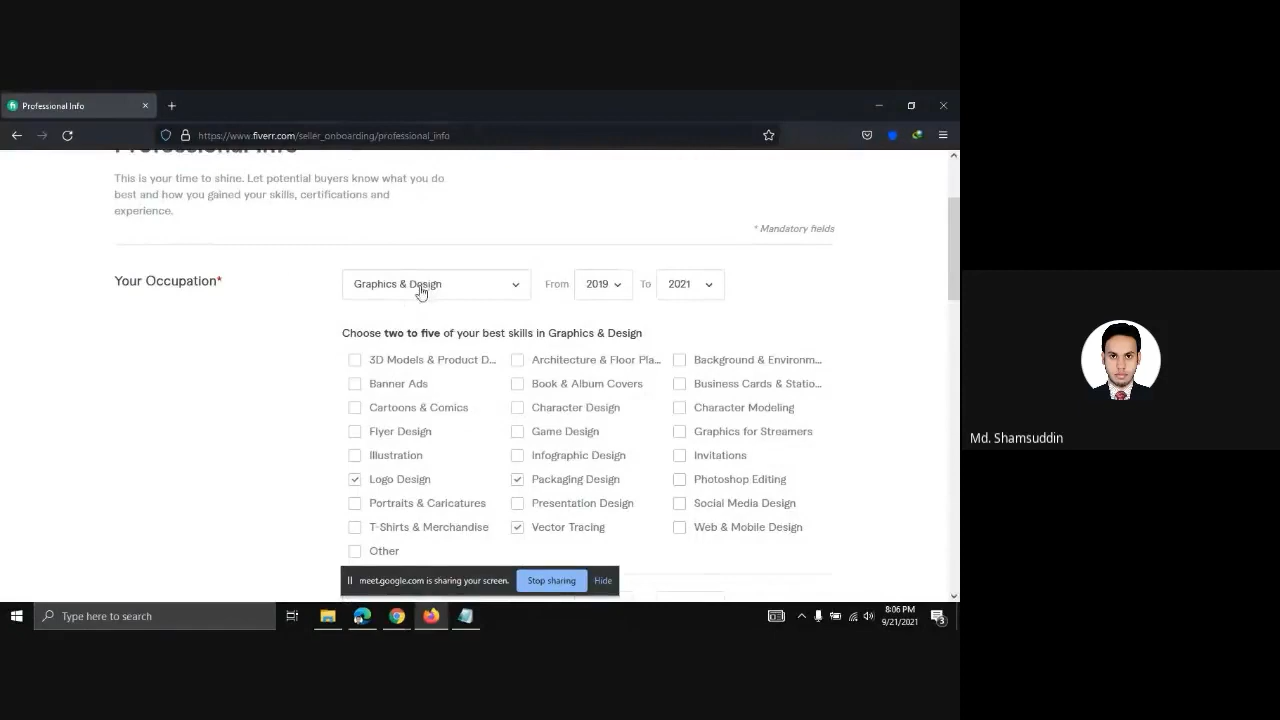 Professional Info
https://www.fiverr.com/seller_onboarding/professional_info
Professional Info
This is your time to shine. Let potential buyers know what you do
best and how you gained your skills, certifications and
experience.
* Mandatory fields
Your Occupation*
Graphics & Design
From
2019
To
2021
Choose two to five of your best skills in Graphics & Design
3D Models & Product D...
Architecture & Floor Pla...
Background & Environm...
Banner Ads
Book & Album Covers
Business Cards & Statio...
Cartoons & Comics
Character Design
Character Modeling
Flyer Design
Game Design
Graphics for Streamers
Illustration
Infographic Design
Invitations
Logo Design
Packaging Design
Photoshop Editing
Portraits & Caricatures
Presentation Design
Social Media Design
T-Shirts & Merchandise
Vector Tracing
Web & Mobile Design
Other
meet.google.com is sharing your screen.
Stop sharing
Hide
Type here to search
8:06 PM
9/21/2021
3
Md. Shamsuddin